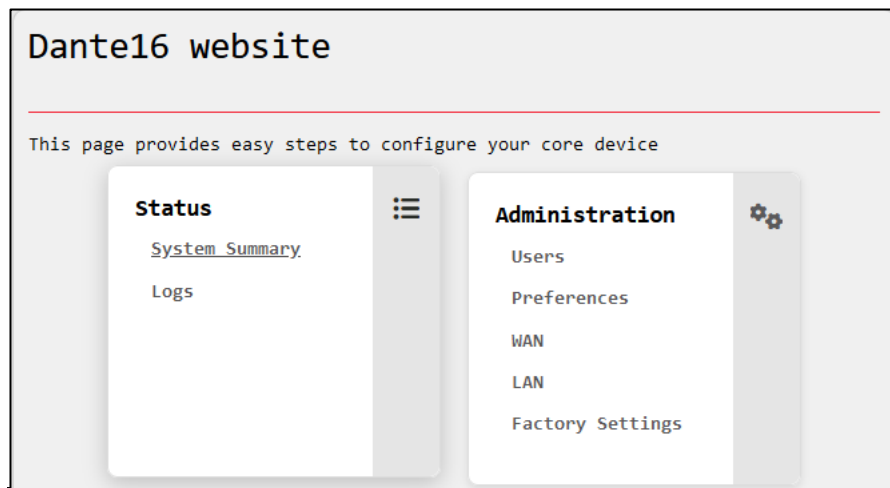 Dante16 website
This page provides easy steps to configure your core device
Status
System Summary
Logs
Administration
Users
Preferences
WAN
LAN
Factory Settings